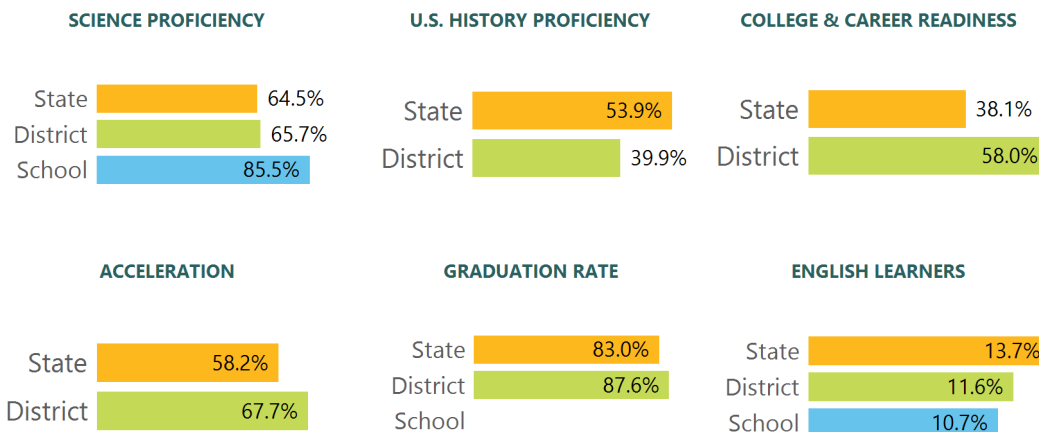 SCIENCE PROFICIENCY
State 64.5%
District 65.7%
School 85.5%
U.S. HISTORY PROFICIENCY
State 53.9%
District 39.9%
COLLEGE & CAREER READINESS
State 38.1%
District 58.0%
ACCELERATION
State 58.2%
District 67.7%
GRADUATION RATE
State 83.0%
District 87.6%
School
ENGLISH LEARNERS
State 13.7%
District 11.6%
School 10.7%